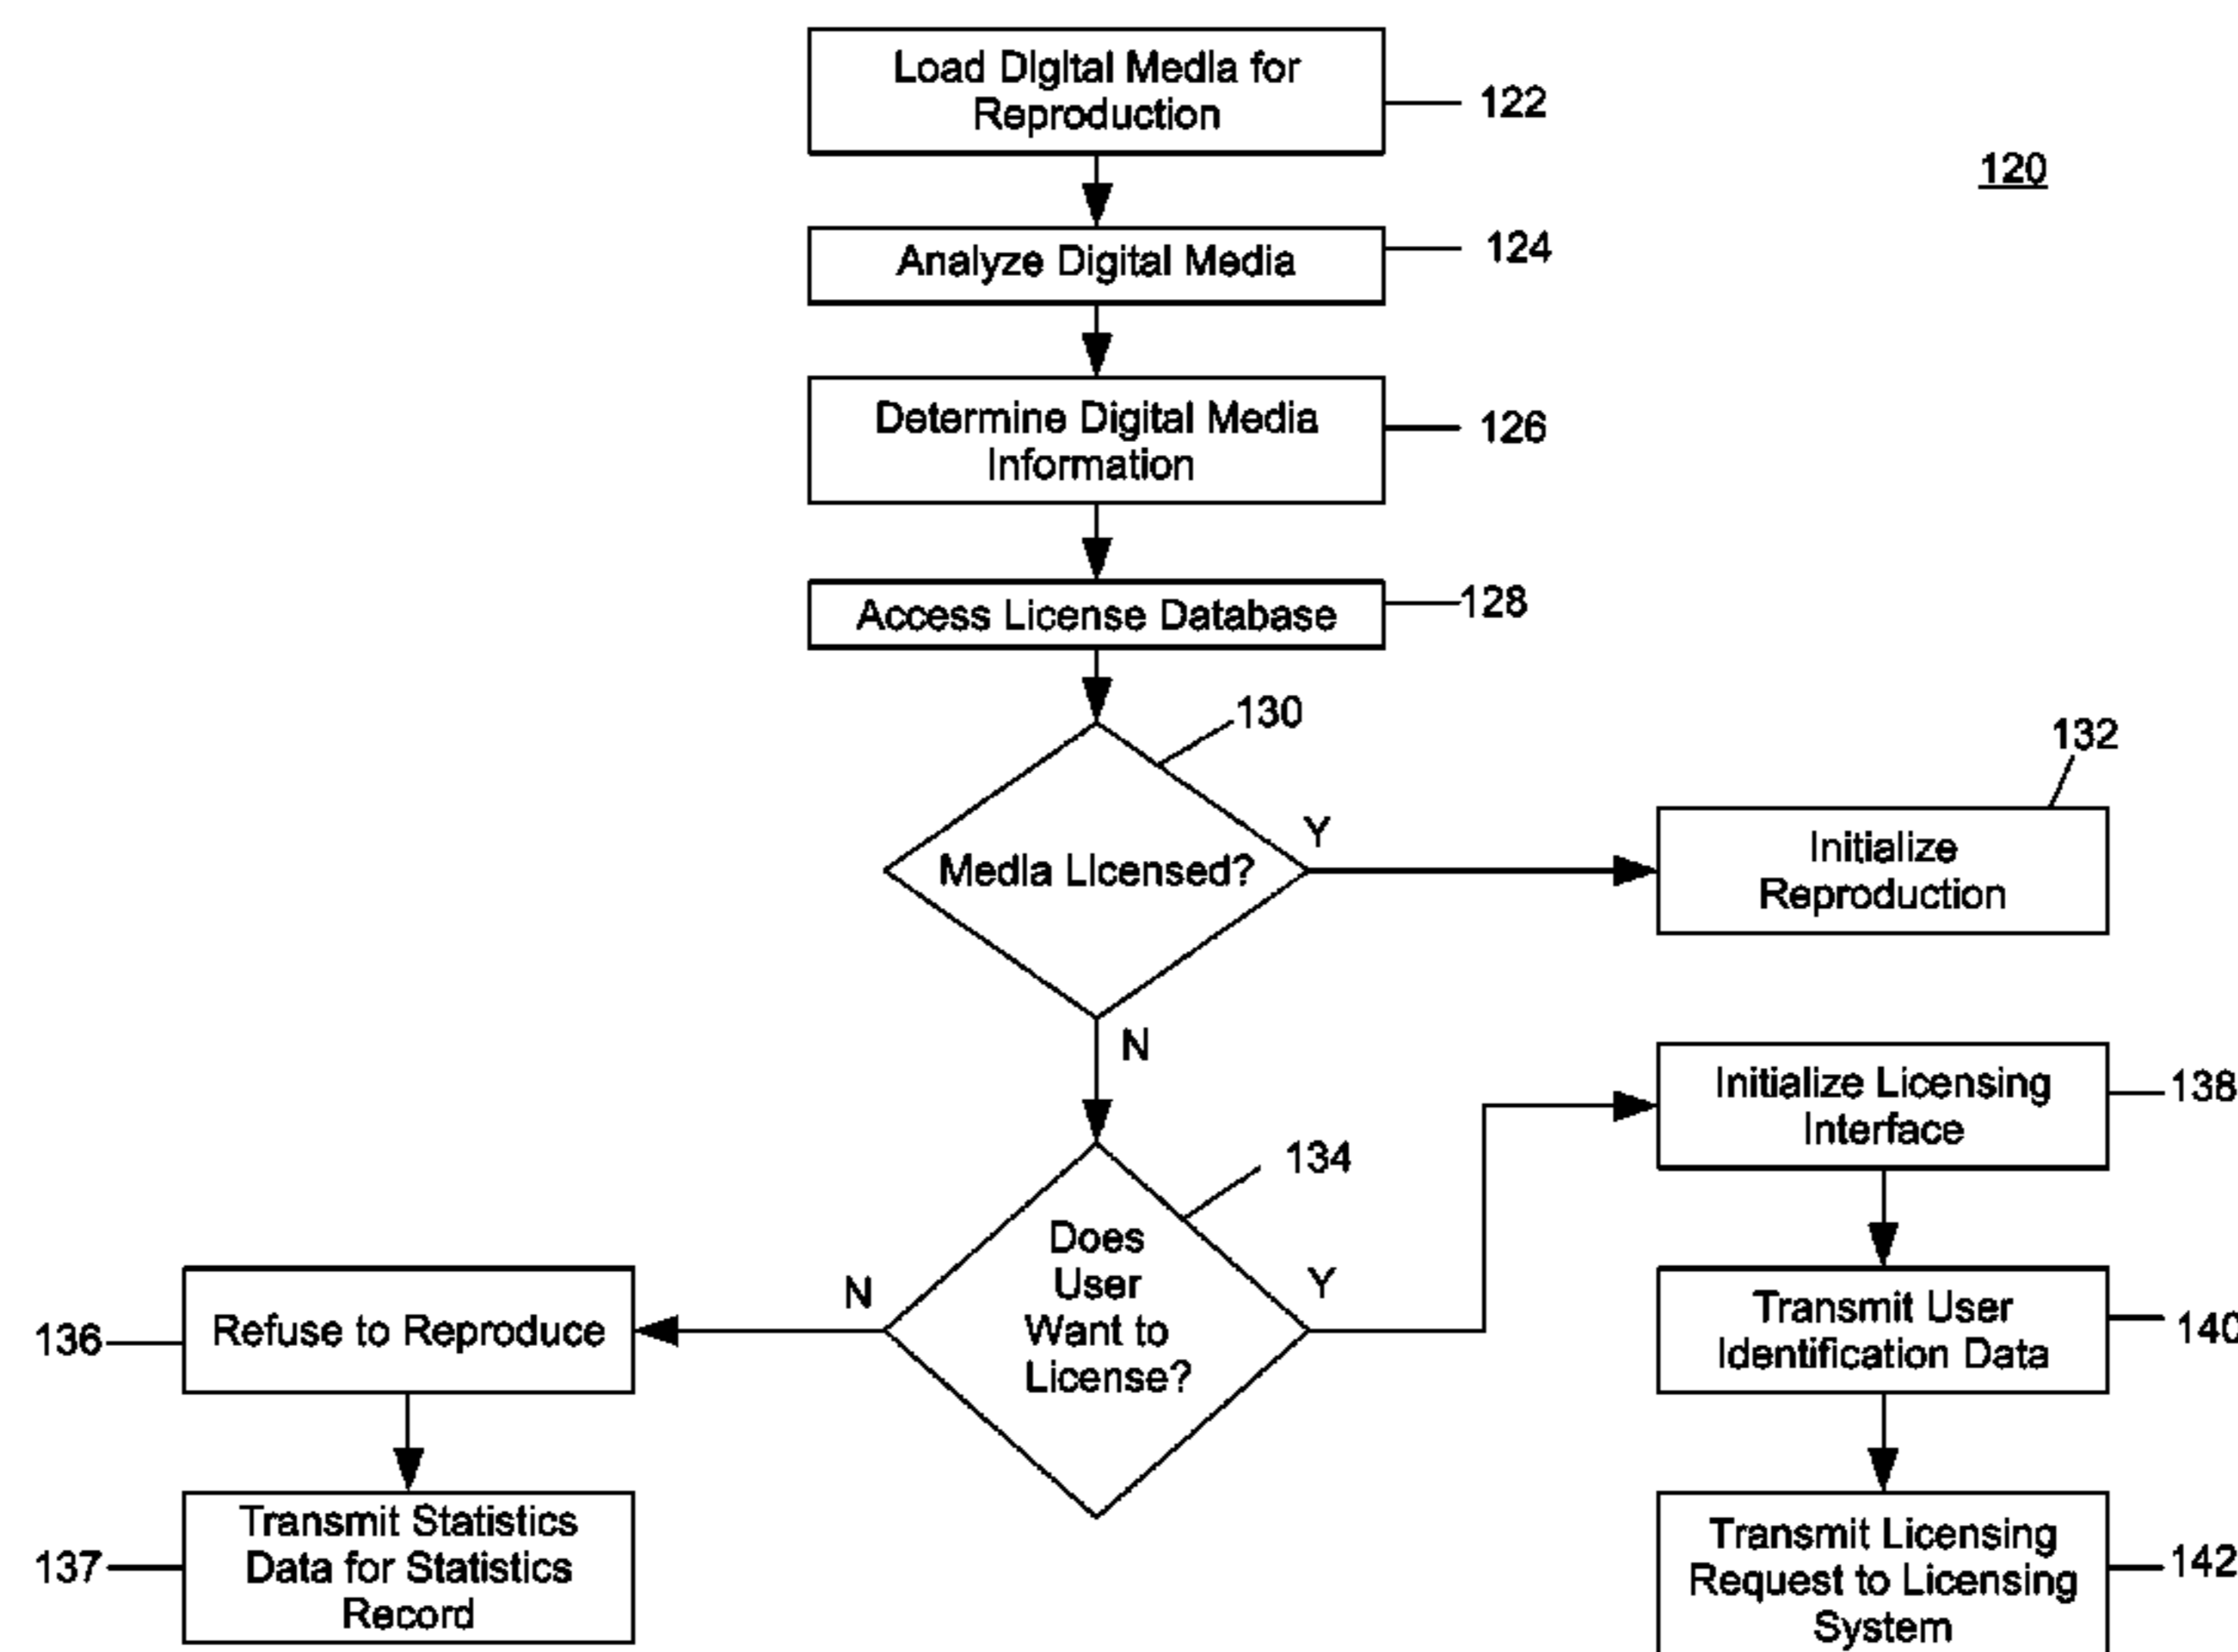 Load Digital Media for
Reproduction
122
120
Analyze Digital Media
124
Determine Digital Media
Information
126
Access License Database
128
130
Media Licensed?
Y
132
Initialize
Reproduction
N
134
Does
User
Want to
License?
N
Y
136
Refuse to Reproduce
137
Transmit Statistics
Data for Statistics
Record
Initialize Licensing
Interface
138
Transmit User
Identification Data
140
Transmit Licensing
Request to Licensing
System
142